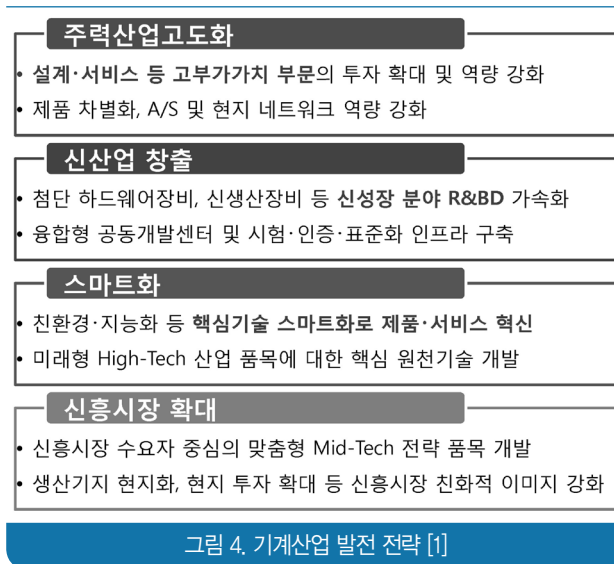 주력산업고도화
• 설계·서비스 등 고부가가치 부문의 투자 확대 및 역량 강화
• 제품 차별화, A/S 및 현지 네트워크 역량 강화
신산업 창출
• 첨단 하드웨어장비, 신생산장비 등 신성장 분야 R&BD 가속화
• 융합형 공동개발센터 및 시험·인증·표준화 인프라 구축
스마트화
• 친환경·지능화 등 핵심기술 스마트화로 제품·서비스 혁신
• 미래형 High-Tech 산업 품목에 대한 핵심 원천기술 개발
신흥시장 확대
• 신흥시장 수요자 중심의 맞춤형 Mid-Tech 전략 품목 개발
• 생산기지 현지화, 현지 투자 확대 등 신흥시장 친화적 이미지 강화
그림 4. 기계산업 발전 전략 [1]